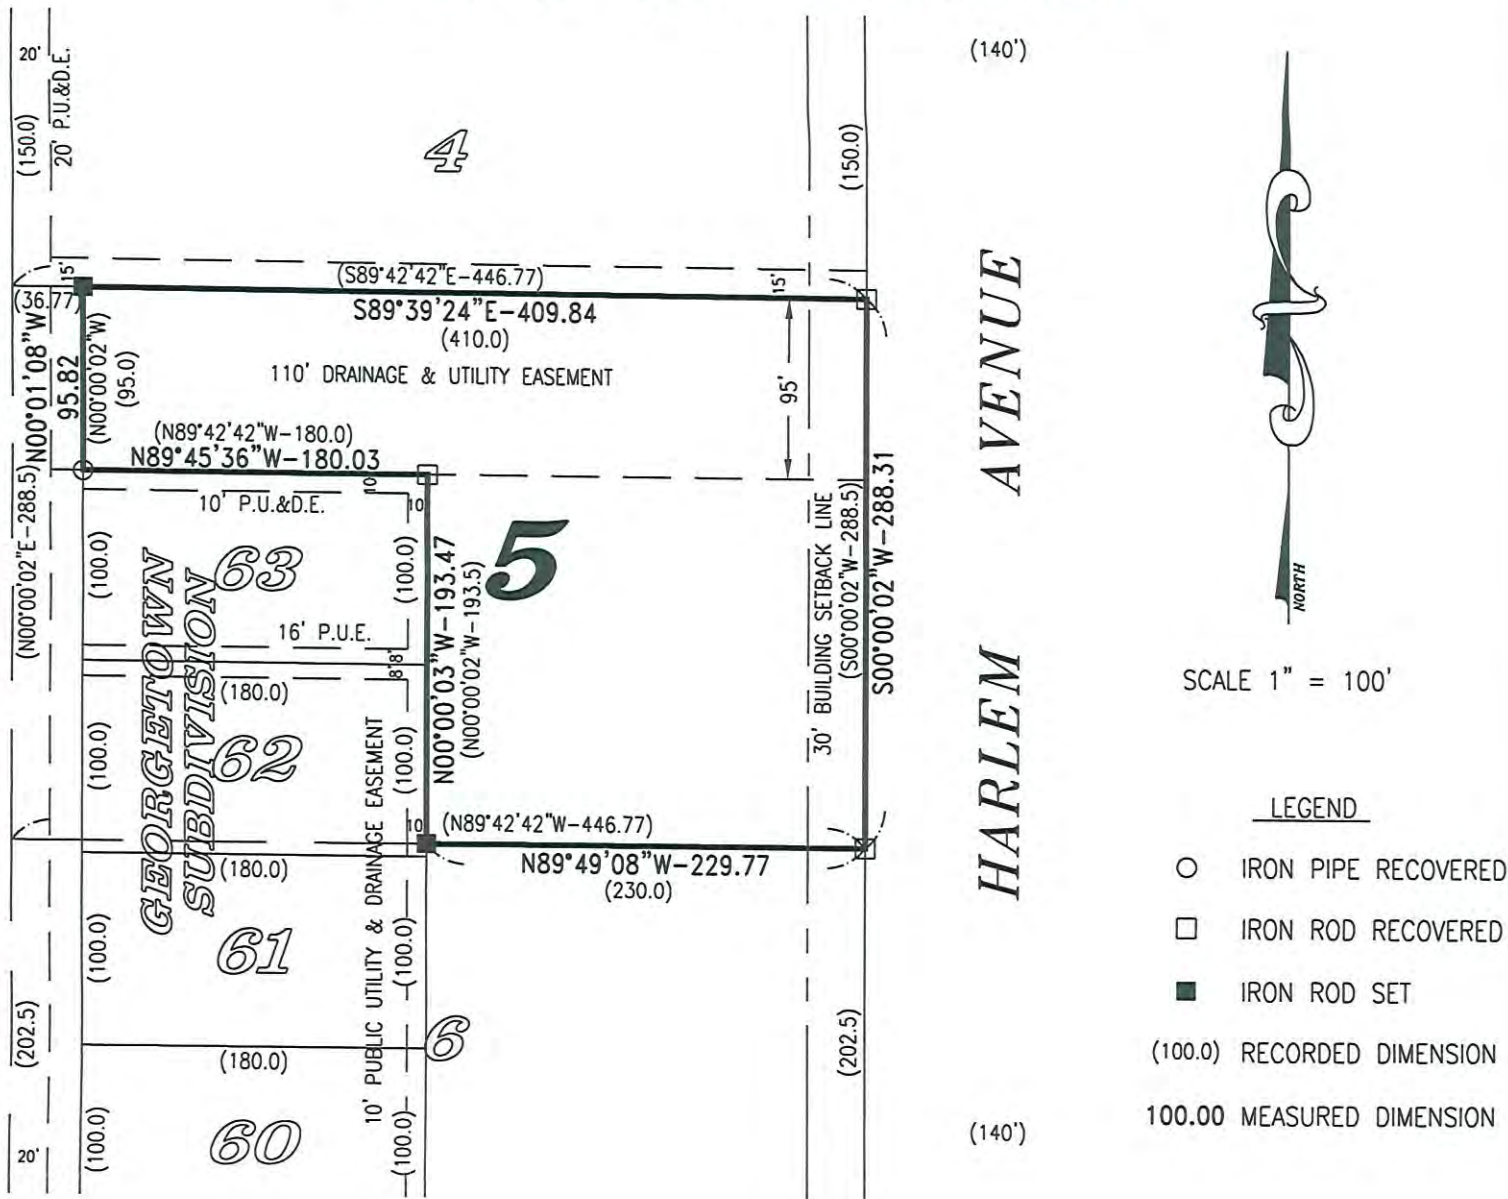 20'
20' P.U.&D.E.
(150.0)
4
(150.0)
(140')
15'
(36.77)
(S89°42'42"E-446.77)
S89°39'24"E-409.84
(410.0)
15'
N00°01'08"W
95.82
(N00°00'02"W)
(95.0)
110' DRAINAGE & UTILITY EASEMENT
95'
(N89°42'42"W-180.0)
N89°45'36"W-180.03
10'
10'
10' P.U.&D.E.
(N00°00'02"E-288.5)
(100.0)
63
(100.0)
16' P.U.E.
8'
8'
GEORGETOWN
SUBDIVISION
(180.0)
(100.0)
62
(100.0)
N00°00'03"W-193.47
(N00°00'02"W-193.5)
5
30' BUILDING SETBACK LINE
(S00°00'02"W-288.5)
S00°00'02"W-288.31
HARLEM AVENUE
10'
(N89°42'42"W-446.77)
N89°49'08"W-229.77
(230.0)
(180.0)
(100.0)
61
(100.0)
10' PUBLIC UTILITY & DRAINAGE EASEMENT
6
(180.0)
(202.5)
(202.5)
(100.0)
60
(100.0)
20'
(140')
NORTH
SCALE 1" = 100'
LEGEND
IRON PIPE RECOVERED
IRON ROD RECOVERED
IRON ROD SET
(100.0) RECORDED DIMENSION
100.00 MEASURED DIMENSION